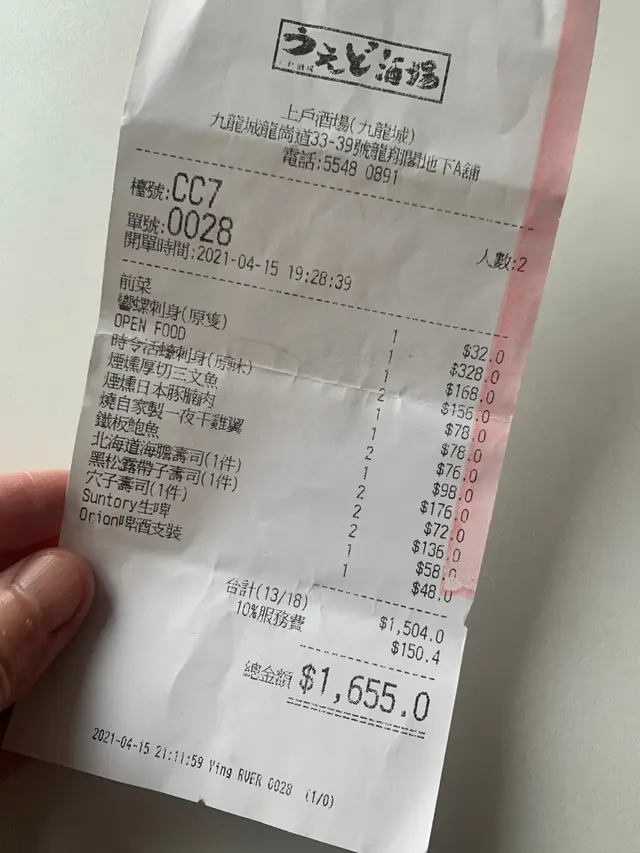 うえど酒場
上戶酒場(九龍城)
九龍城龍崗道33-39號龍翔閣地下A舖
電話:5548 0891
檯號:CC7 人數:2
單號:0028
開單時間:2021-04-15 19:28:39
前菜 1 $32.0
響螺刺身(原隻) 1 $328.0
OPEN FOOD 1 $168.0
時令活蠔刺身(原味) 2 $156.0
煙燻厚切三文魚 1 $78.0
煙燻日本豚腩肉 1 $78.0
燒自家製一夜干雞翼 2 $76.0
鐵板鮑魚 1 $98.0
北海道海膽壽司(1件) 2 $176.0
黑松露帶子壽司(1件) 2 $72.0
穴子壽司(1件) 2 $136.0
Suntory生啤 1 $58.0
Orion啤酒支裝 1 $48.0
合計(13/18) $1,504.0
10%服務費 $150.4
總金額 $1,655.0
2021-04-15 21:11:59 Ying RVER 0028 (1/0)